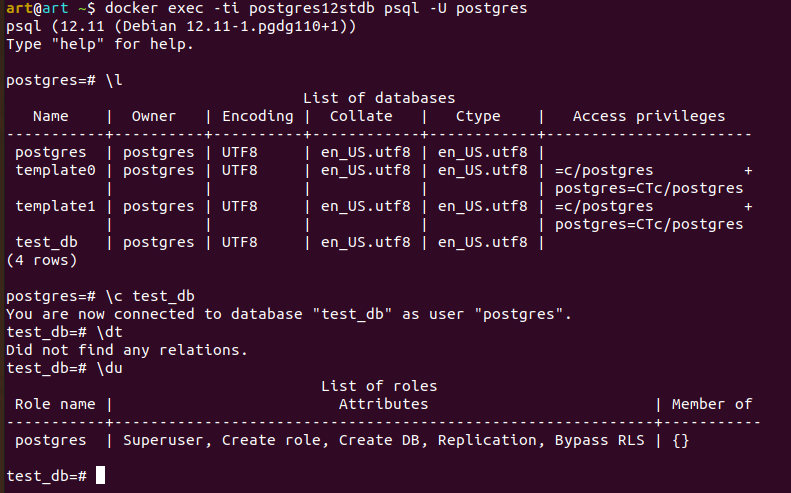 art@art ~$ docker exec -ti postgres12stdb psql -U postgres
psql (12.11 (Debian 12.11-1.pgdg110+1))
Type "help" for help.

postgres=# \l
                                 List of databases
   Name    |  Owner   | Encoding |  Collate   |   Ctype    |   Access privileges
-----------+----------+----------+------------+------------+-----------------------
 postgres  | postgres | UTF8     | en_US.utf8 | en_US.utf8 |
 template0 | postgres | UTF8     | en_US.utf8 | en_US.utf8 | =c/postgres          +
           |          |          |            |            | postgres=CTc/postgres
 template1 | postgres | UTF8     | en_US.utf8 | en_US.utf8 | =c/postgres          +
           |          |          |            |            | postgres=CTc/postgres
 test_db   | postgres | UTF8     | en_US.utf8 | en_US.utf8 |
(4 rows)

postgres=# \c test_db
You are now connected to database "test_db" as user "postgres".
test_db=# \dt
Did not find any relations.
test_db=# \du
                                   List of roles
 Role name |                         Attributes                         | Member of
-----------+------------------------------------------------------------+-----------
 postgres  | Superuser, Create role, Create DB, Replication, Bypass RLS | {}

test_db=#